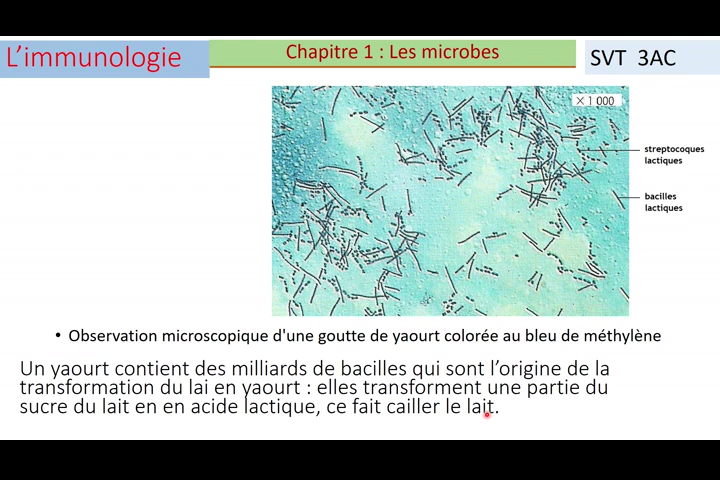 L’immunologie
Chapitre 1 : Les microbes
SVT 3AC
× 1 000
streptocoques
lactiques
bacilles
lactiques
• Observation microscopique d'une goutte de yaourt colorée au bleu de méthylène
Un yaourt contient des milliards de bacilles qui sont l’origine de la
transformation du lai en yaourt : elles transforment une partie du
sucre du lait en en acide lactique, ce fait cailler le lait.